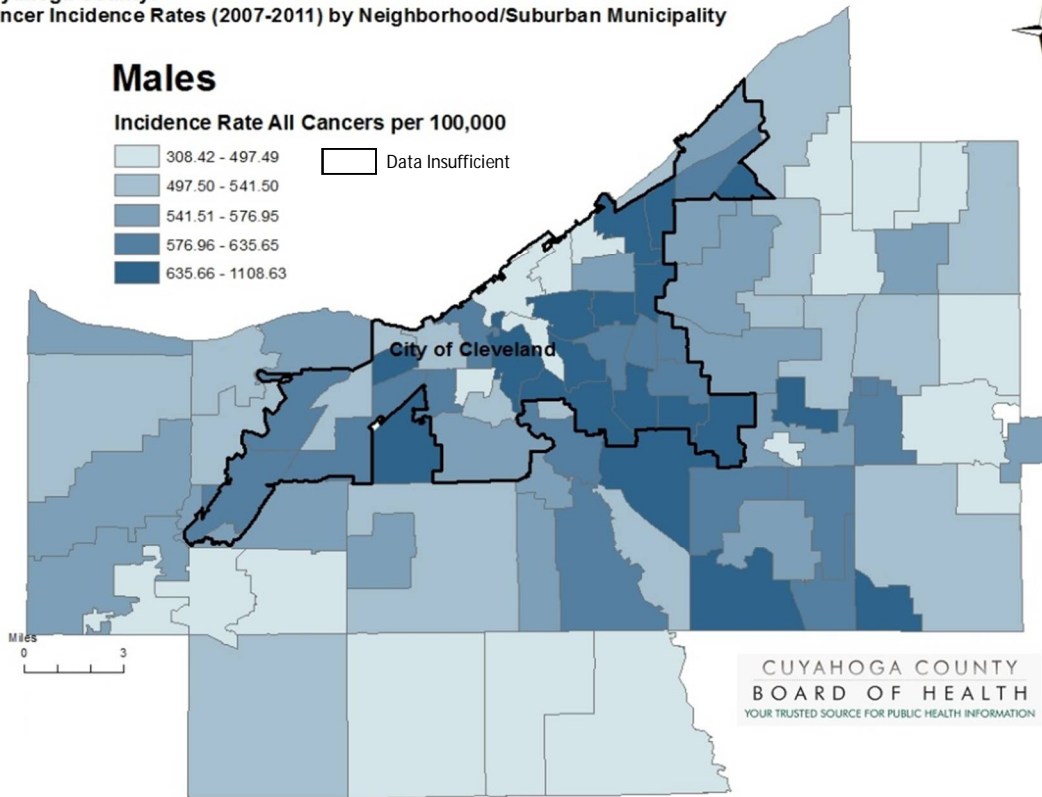 ncer Incidence Rates (2007-2011) by Neighborhood/Suburban Municipality
Males
Incidence Rate All Cancers per 100,000
308.42 - 497.49
Data Insufficient
497.50 - 541.50
541.51 - 576.95
576.96 - 635.65
635.66 - 1108.63
City of Cleveland
Miles
0 3
CUYAHOGA COUNTY
BOARD OF HEALTH
YOUR TRUSTED SOURCE FOR PUBLIC HEALTH INFORMATION